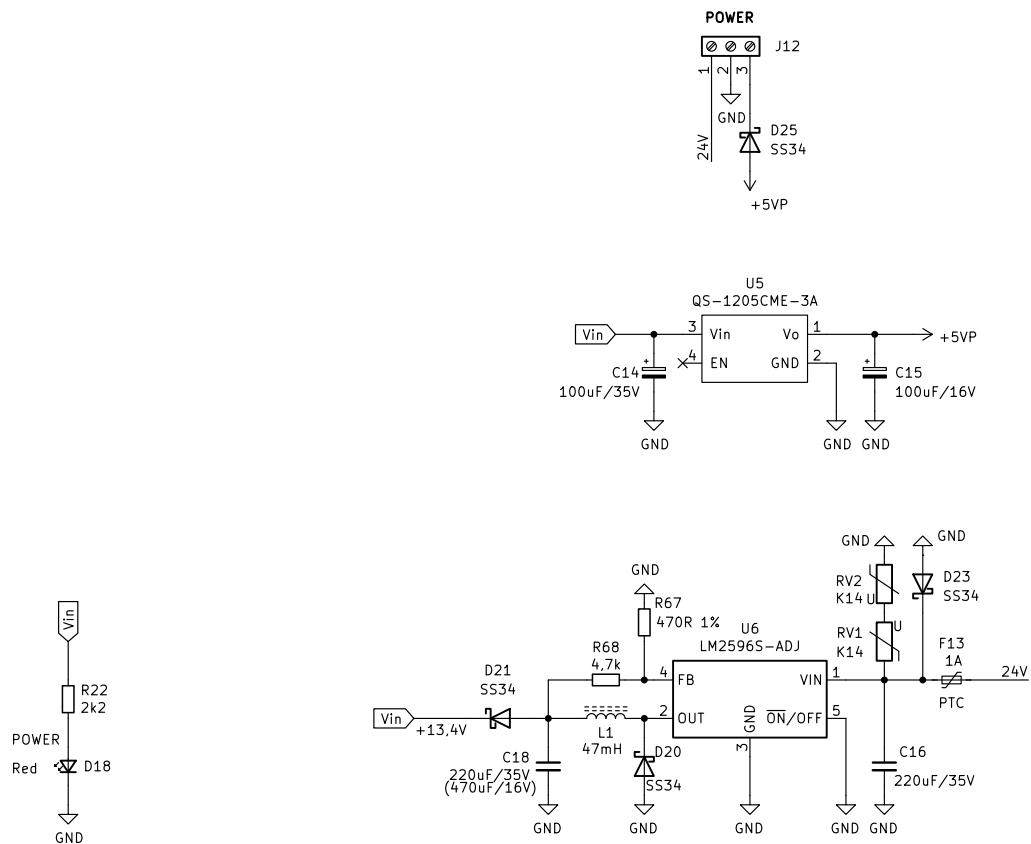 POWER
J12
1
2
3
GND
24V
D25
SS34
+5VP
U5
QS-1205CME-3A
Vin
3
Vin
Vo
1
+5VP
4
EN
GND
2
+
C14
100uF/35V
+
C15
100uF/16V
GND
GND
GND
GND
GND
GND
RV2
K14
U
D23
SS34
R67
470R 1%
U
RV1
K14
U6
LM2596S-ADJ
F13
1A
24V
PTC
R68
4,7k
4
FB
VIN
1
D21
SS34
Vin
+13,4V
2
OUT
GND
3
ON/OFF
5
L1
47mH
D20
SS34
C18
220uF/35V
(470uF/16V)
C16
220uF/35V
GND
GND
GND
GND
GND
Vin
R22
2k2
POWER
Red
D18
GND